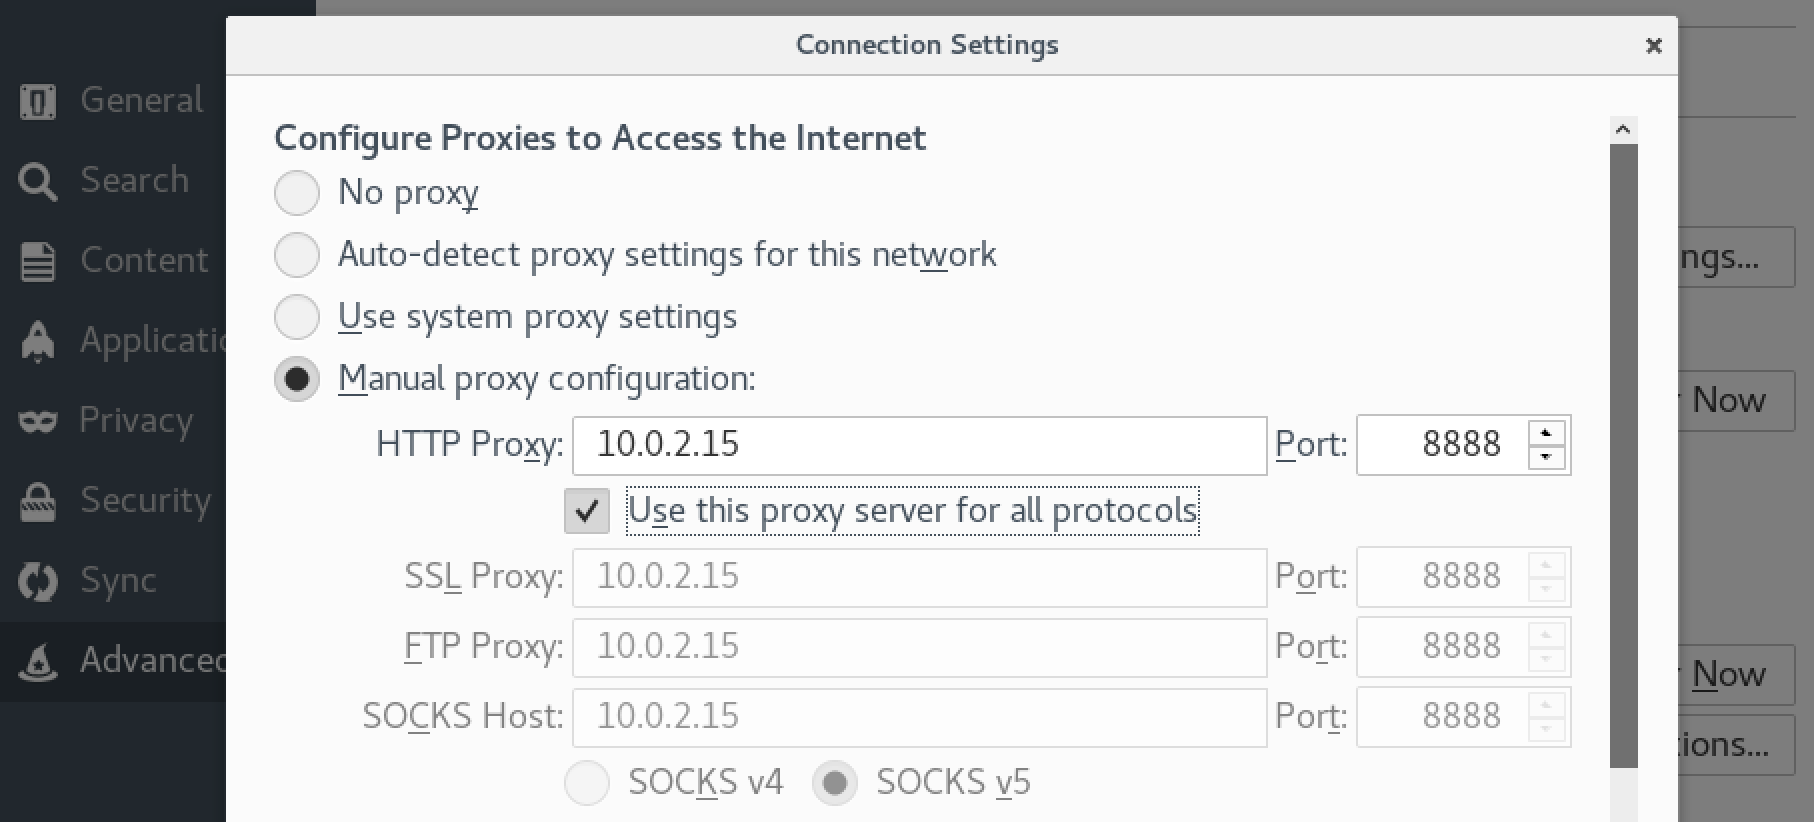 Connection Settings
General
Search
Content
Applicatio
Privacy
Security
Sync
Advanced
Configure Proxies to Access the Internet
No proxy
Auto-detect proxy settings for this network
Use system proxy settings
Manual proxy configuration:
HTTP Proxy: 10.0.2.15 Port: 8888
Use this proxy server for all protocols
SSL Proxy: 10.0.2.15 Port: 8888
FTP Proxy: 10.0.2.15 Port: 8888
SOCKS Host: 10.0.2.15 Port: 8888
SOCKS v4 SOCKS v5
ngs...
Now
Now
tions...